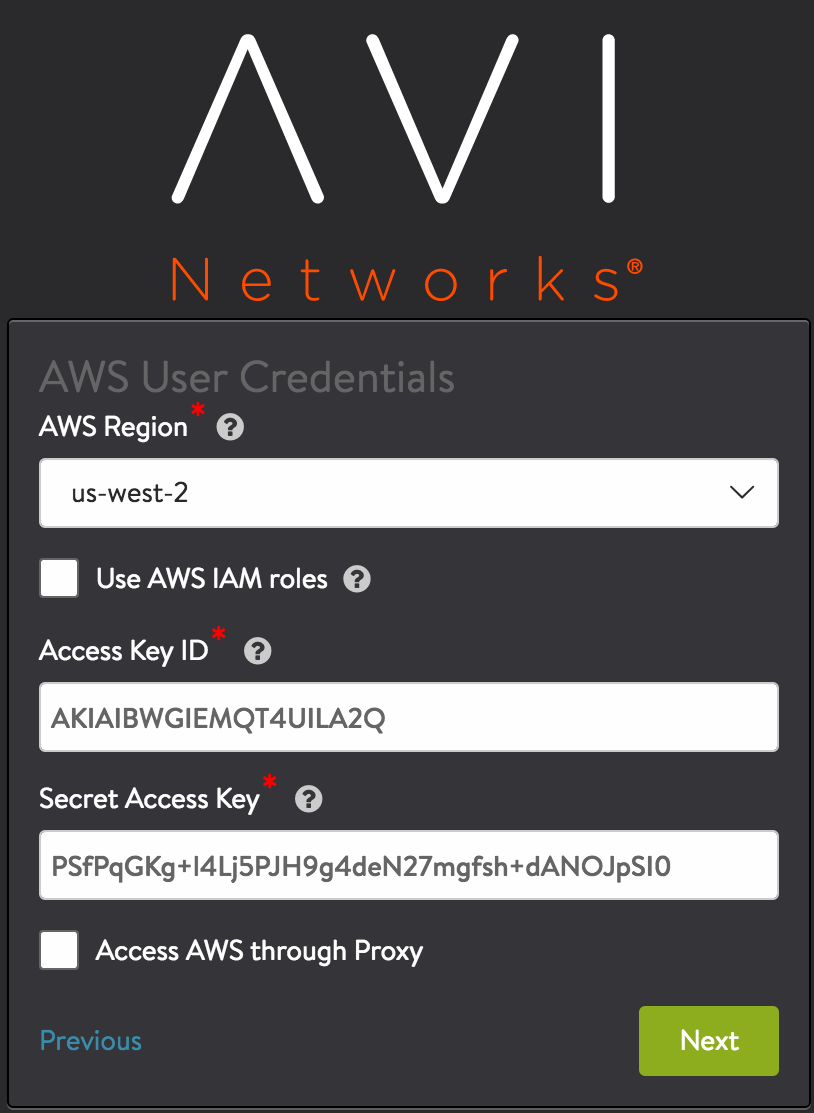 AVI
Networks®
AWS User Credentials
AWS Region *
us-west-2
Use AWS IAM roles
Access Key ID *
AKIAIBWGIEMQT4UILA2Q
Secret Access Key *
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
Access AWS through Proxy
Previous
Next